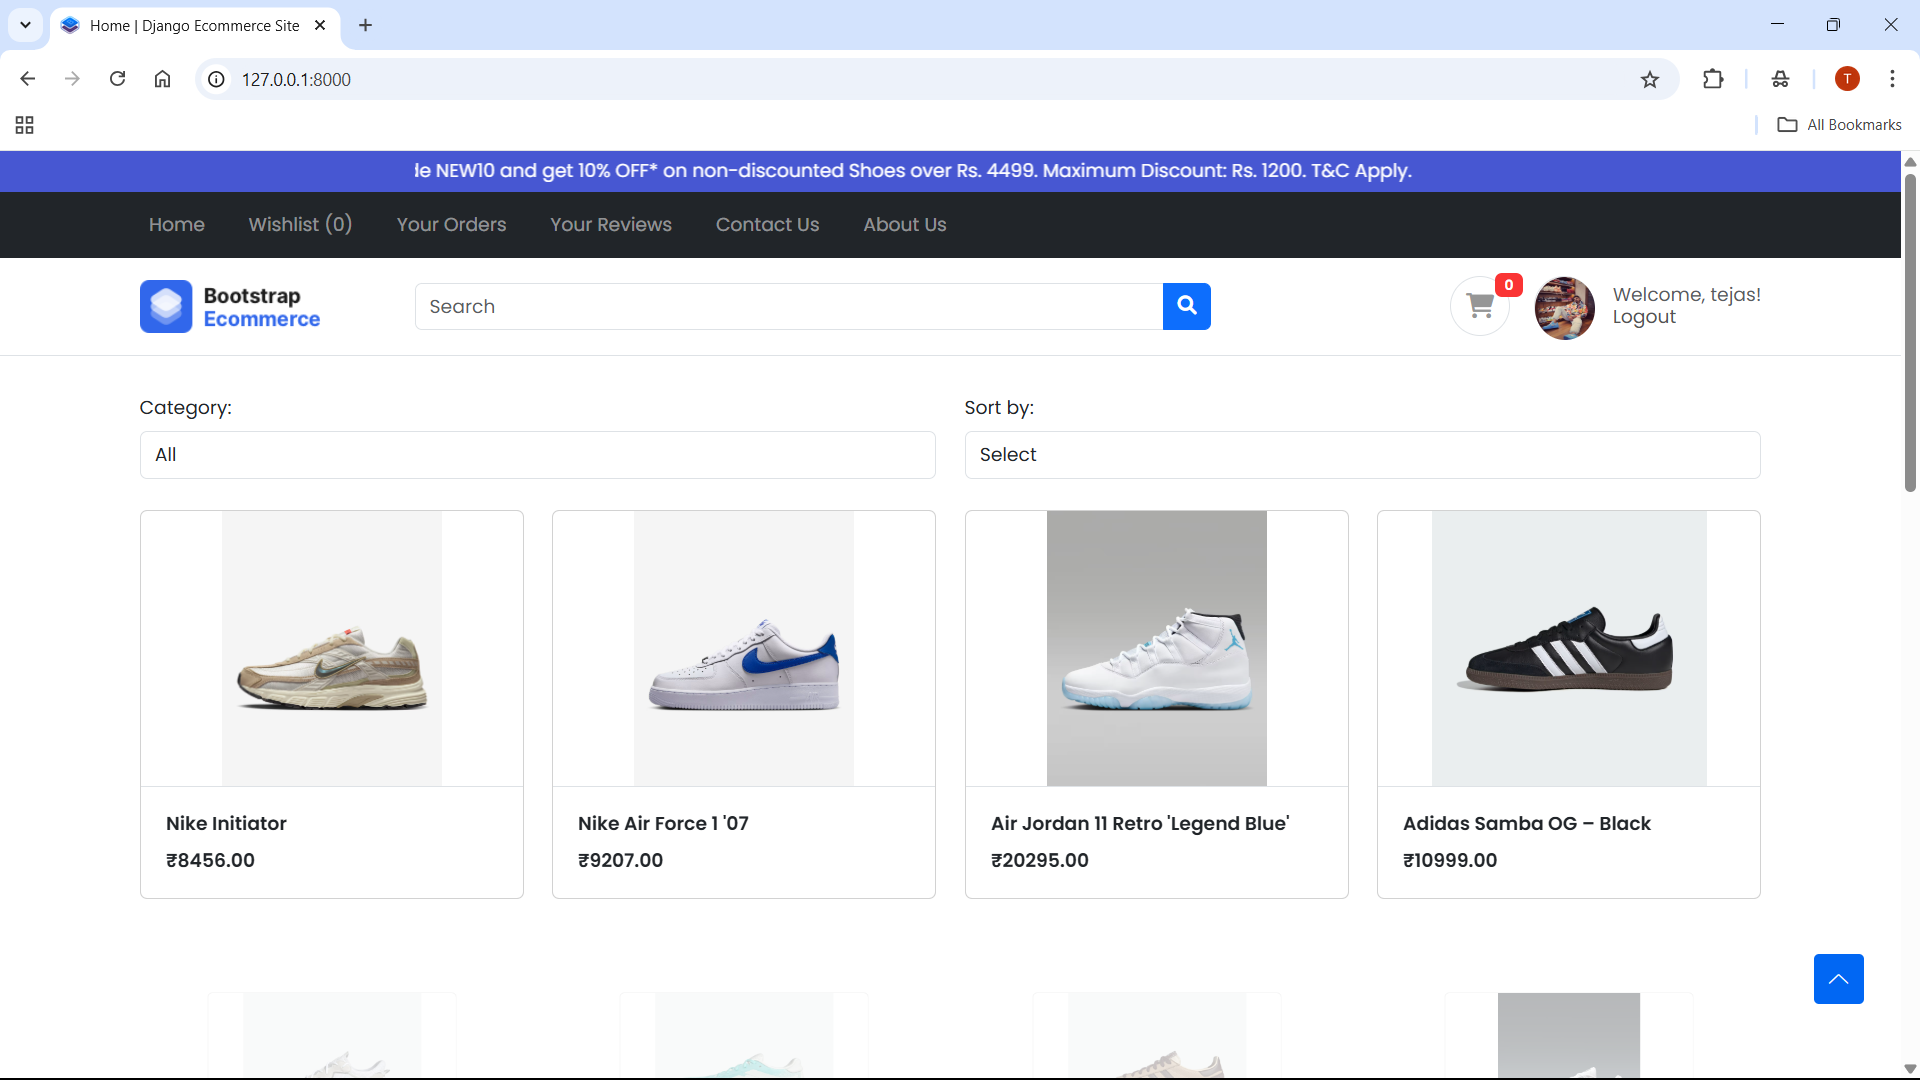 Home | Django Ecommerce Site
127.0.0.1:8000
T
All Bookmarks
NEW10 and get 10% OFF* on non-discounted Shoes over Rs. 4499. Maximum Discount: Rs. 1200. T&C Apply.
Home Wishlist (0) Your Orders Your Reviews Contact Us About Us
Bootstrap
Ecommerce
Search
0
Welcome, tejas!
Logout
Category:
All
Sort by:
Select
Nike Initiator
₹8456.00
Nike Air Force 1 '07
₹9207.00
Air Jordan 11 Retro 'Legend Blue'
₹20295.00
Adidas Samba OG – Black
₹10999.00